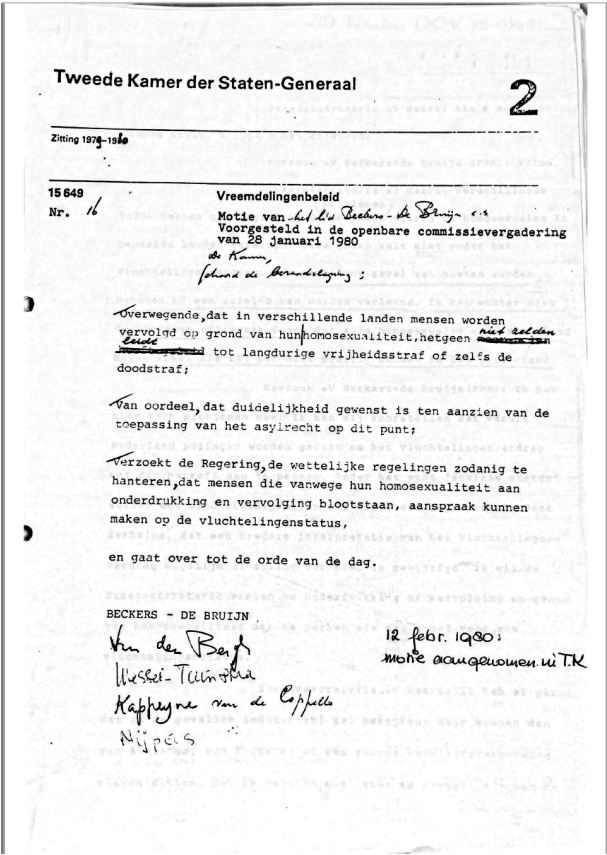 Tweede Kamer der Staten-Generaal
2
Zitting 1979–1980
15 649
Nr. 16
Vreemdelingenbeleid
Motie van het lid Beckers - de Bruijn c.s
Voorgesteld in de openbare commissievergadering
van 28 januari 1980
De Kamer,
gehoord de beraadslaging;
Overwegende,dat in verschillende landen mensen worden
vervolgd op grond van hun homosexualiteit,hetgeen niet zelden
leidt tot langdurige vrijheidsstraf of zelfs de
doodstraf;
Van oordeel,dat duidelijkheid gewenst is ten aanzien van de
toepassing van het asylrecht op dit punt;
Verzoekt de Regering,de wettelijke regelingen zodanig te
hanteren,dat mensen die vanwege hun homosexualiteit aan
onderdrukking en vervolging blootstaan, aanspraak kunnen
maken op de vluchtelingenstatus,
en gaat over tot de orde van de dag.
BECKERS - DE BRUIJN
Van den Bergh
Wessel-Tuinstra
Kappeyne van de Coppello
Nijpels
12 febr. 1980:
motie aangenomen in T.K